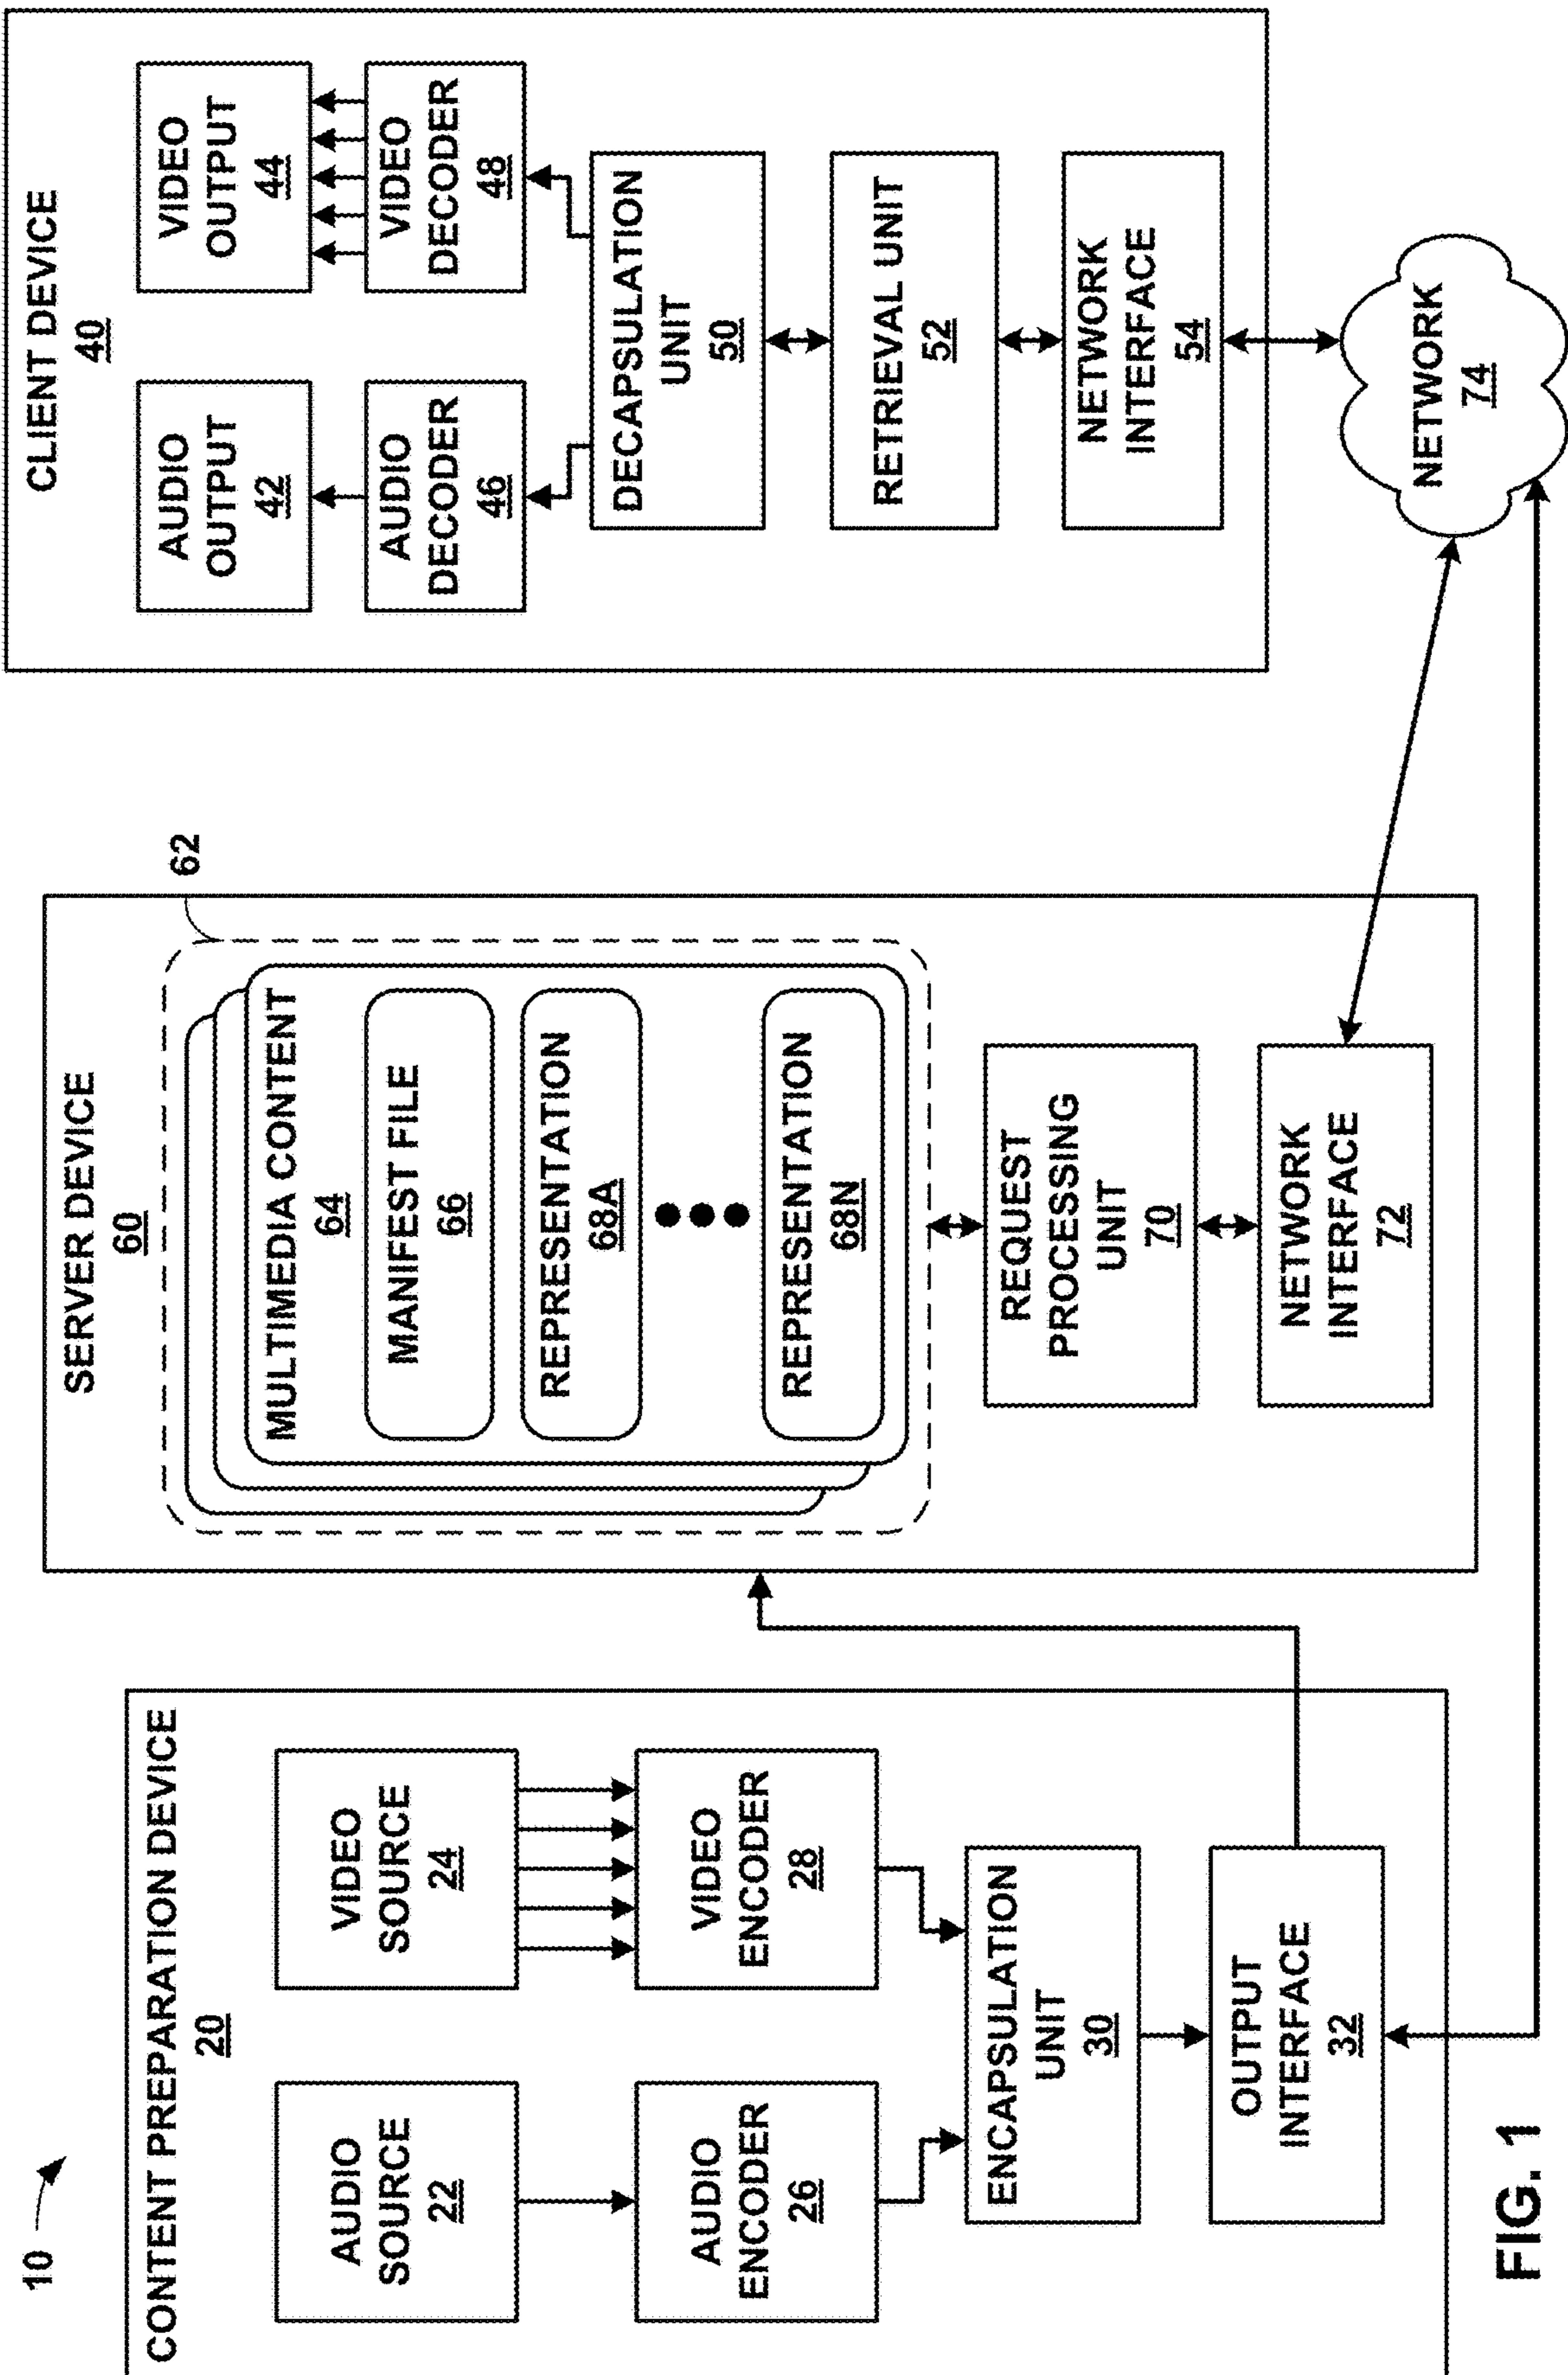 10
CONTENT PREPARATION DEVICE
20
AUDIO
SOURCE
22
VIDEO
SOURCE
24
AUDIO
ENCODER
26
VIDEO
ENCODER
28
ENCAPSULATION
UNIT
30
OUTPUT
INTERFACE
32
SERVER DEVICE
60
62
MULTIMEDIA CONTENT
64
MANIFEST FILE
66
REPRESENTATION
68A
REPRESENTATION
68N
REQUEST
PROCESSING
UNIT
70
NETWORK
INTERFACE
72
CLIENT DEVICE
40
AUDIO
OUTPUT
42
VIDEO
OUTPUT
44
AUDIO
DECODER
46
VIDEO
DECODER
48
DECAPSULATION
UNIT
50
RETRIEVAL UNIT
52
NETWORK
INTERFACE
54
NETWORK
74
FIG. 1